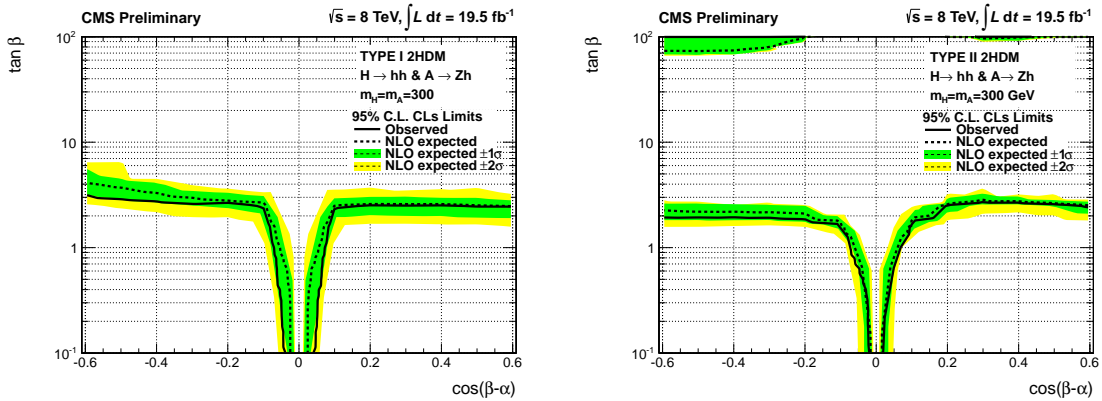 CMS Preliminary
√s = 8 TeV, ∫L dt = 19.5 fb⁻¹
tan β
10²
10
1
10⁻¹
TYPE I 2HDM
H → hh & A → Zh
m_H=m_A=300
95% C.L. CLs Limits
Observed
NLO expected
NLO expected ±1σ
NLO expected ±2σ
-0.6 -0.4 -0.2 0 0.2 0.4 0.6
cos(β-α)
CMS Preliminary
√s = 8 TeV, ∫L dt = 19.5 fb⁻¹
tan β
10²
10
1
10⁻¹
TYPE II 2HDM
H → hh & A → Zh
m_H=m_A=300 GeV
95% C.L. CLs Limits
Observed
NLO expected
NLO expected ±1σ
NLO expected ±2σ
-0.6 -0.4 -0.2 0 0.2 0.4 0.6
cos(β-α)